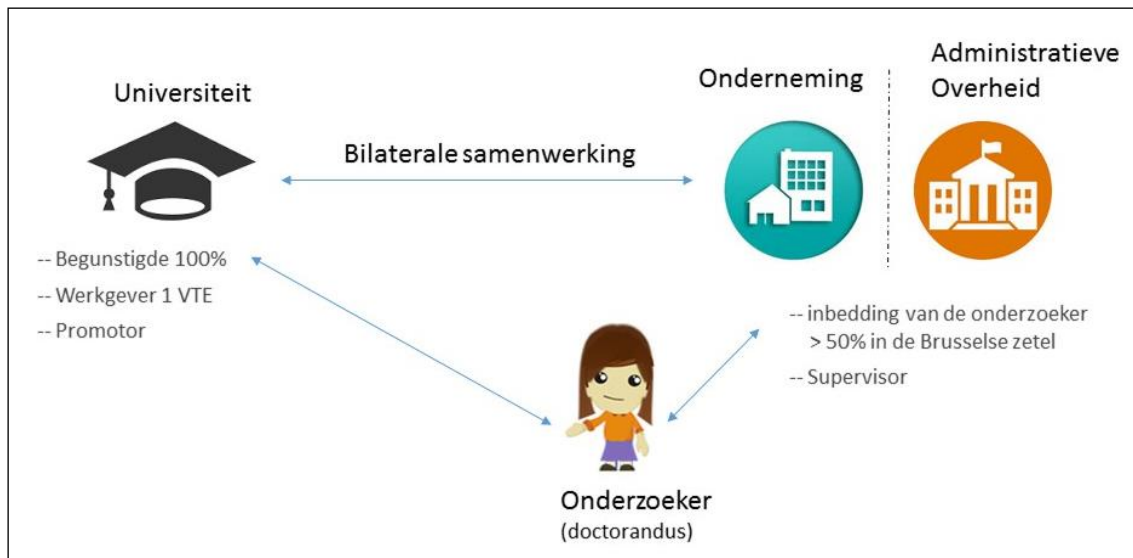 Universiteit
Bilaterale samenwerking
Onderneming
Administratieve
Overheid
-- Begunstigde 100%
-- Werkgever 1 VTE
-- Promotor
-- inbedding van de onderzoeker
> 50% in de Brusselse zetel
-- Supervisor
Onderzoeker
(doctorandus)